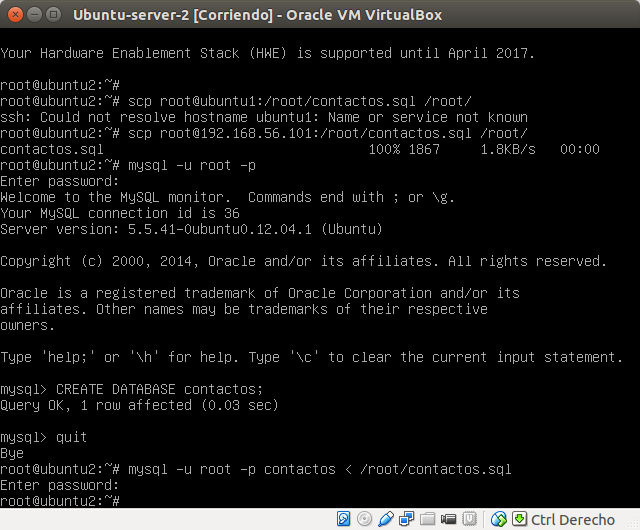 Ubuntu-server-2 [Corriendo] - Oracle VM VirtualBox
Your Hardware Enablement Stack (HWE) is supported until April 2017.
root@ubuntu2:~#
root@ubuntu2:~# scp root@ubuntu1:/root/contactos.sql /root/
ssh: Could not resolve hostname ubuntu1: Name or service not known
root@ubuntu2:~# scp root@192.168.56.101:/root/contactos.sql /root/
contactos.sql 100% 1867 1.8KB/s 00:00
root@ubuntu2:~# mysql -u root -p
Enter password:
Welcome to the MySQL monitor.  Commands end with ; or \g.
Your MySQL connection id is 36
Server version: 5.5.41-0ubuntu0.12.04.1 (Ubuntu)
Copyright (c) 2000, 2014, Oracle and/or its affiliates. All rights reserved.
Oracle is a registered trademark of Oracle Corporation and/or its
affiliates. Other names may be trademarks of their respective
owners.
Type 'help;' or '\h' for help. Type '\c' to clear the current input statement.
mysql> CREATE DATABASE contactos;
Query OK, 1 row affected (0.03 sec)
mysql> quit
Bye
root@ubuntu2:~# mysql -u root -p contactos < /root/contactos.sql
Enter password:
root@ubuntu2:~#
Ctrl Derecho